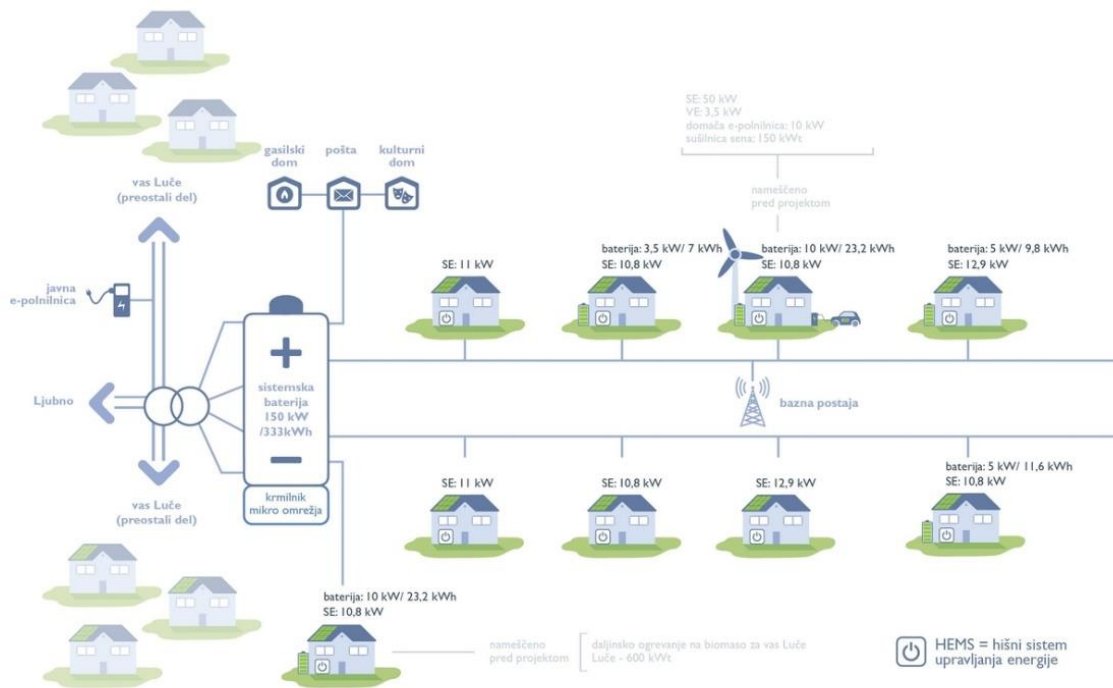 SE: 50 kW
VE: 3,5 kW
domača e-polnilnica: 10 kW
sušilnica sena: 150 kWt
nameščeno
pred projektom
gasilski
dom
pošta
kulturni
dom
vas Luče
(preostali del)
javna
e-polnilnica
Ljubno
vas Luče
(preostali del)
sistemska
baterija
150 kW
/333kWh
krmilnik
mikro omrežja
SE: 11 kW
baterija: 3,5 kW/ 7 kWh
SE: 10,8 kW
baterija: 10 kW/ 23,2 kWh
SE: 10,8 kW
baterija: 5 kW/ 9,8 kWh
SE: 12,9 kW
bazna postaja
SE: 11 kW
SE: 10,8 kW
SE: 12,9 kW
baterija: 5 kW/ 11,6 kWh
SE: 10,8 kW
baterija: 10 kW/ 23,2 kWh
SE: 10,8 kW
nameščeno
pred projektom
daljinsko ogrevanje na biomaso za vas Luče
Luče - 600 kWt
HEMS = hišni sistem
upravljanja energije